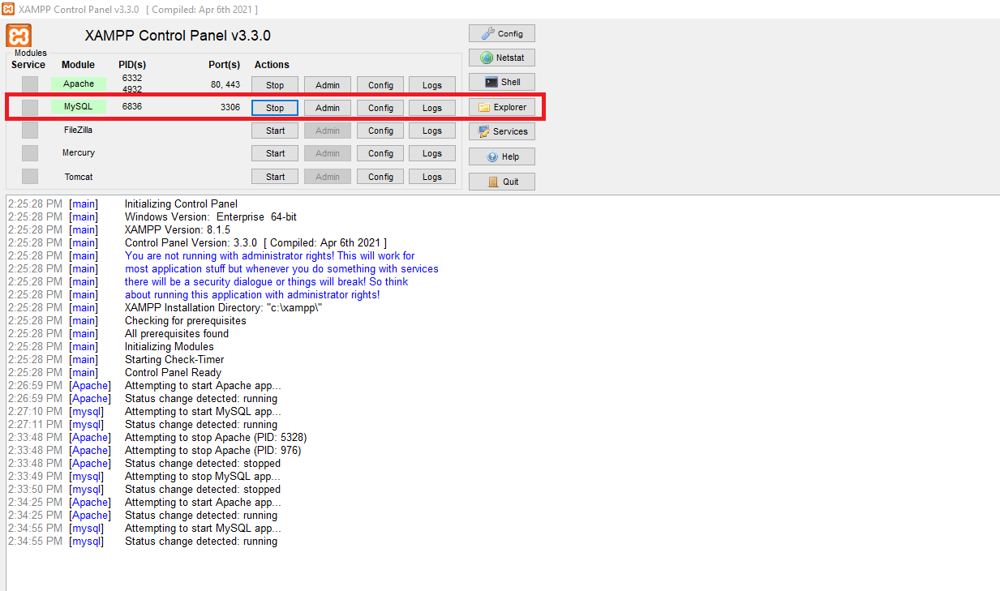 XAMPP Control Panel v3.3.0 [ Compiled: Apr 6th 2021 ]
XAMPP Control Panel v3.3.0
Config
Modules
Service Module PID(s) Port(s) Actions
Netstat
Apache 6332 4932 80, 443 Stop Admin Config Logs
Shell
MySQL 6836 3306 Stop Admin Config Logs
Explorer
FileZilla Start Admin Config Logs
Services
Mercury Start Admin Config Logs
Help
Tomcat Start Admin Config Logs
Quit
2:25:28 PM [main] Initializing Control Panel
2:25:28 PM [main] Windows Version: Enterprise 64-bit
2:25:28 PM [main] XAMPP Version: 8.1.5
2:25:28 PM [main] Control Panel Version: 3.3.0 [ Compiled: Apr 6th 2021 ]
2:25:28 PM [main] You are not running with administrator rights! This will work for
2:25:28 PM [main] most application stuff but whenever you do something with services
2:25:28 PM [main] there will be a security dialogue or things will break! So think
2:25:28 PM [main] about running this application with administrator rights!
2:25:28 PM [main] XAMPP Installation Directory: "c:\xampp\"
2:25:28 PM [main] Checking for prerequisites
2:25:28 PM [main] All prerequisites found
2:25:28 PM [main] Initializing Modules
2:25:28 PM [main] Starting Check-Timer
2:25:28 PM [main] Control Panel Ready
2:26:59 PM [Apache] Attempting to start Apache app...
2:26:59 PM [Apache] Status change detected: running
2:27:10 PM [mysql] Attempting to start MySQL app...
2:27:11 PM [mysql] Status change detected: running
2:33:48 PM [Apache] Attempting to stop Apache (PID: 5328)
2:33:48 PM [Apache] Attempting to stop Apache (PID: 976)
2:33:48 PM [Apache] Status change detected: stopped
2:33:49 PM [mysql] Attempting to stop MySQL app...
2:33:50 PM [mysql] Status change detected: stopped
2:34:25 PM [Apache] Attempting to start Apache app...
2:34:25 PM [Apache] Status change detected: running
2:34:55 PM [mysql] Attempting to start MySQL app...
2:34:55 PM [mysql] Status change detected: running